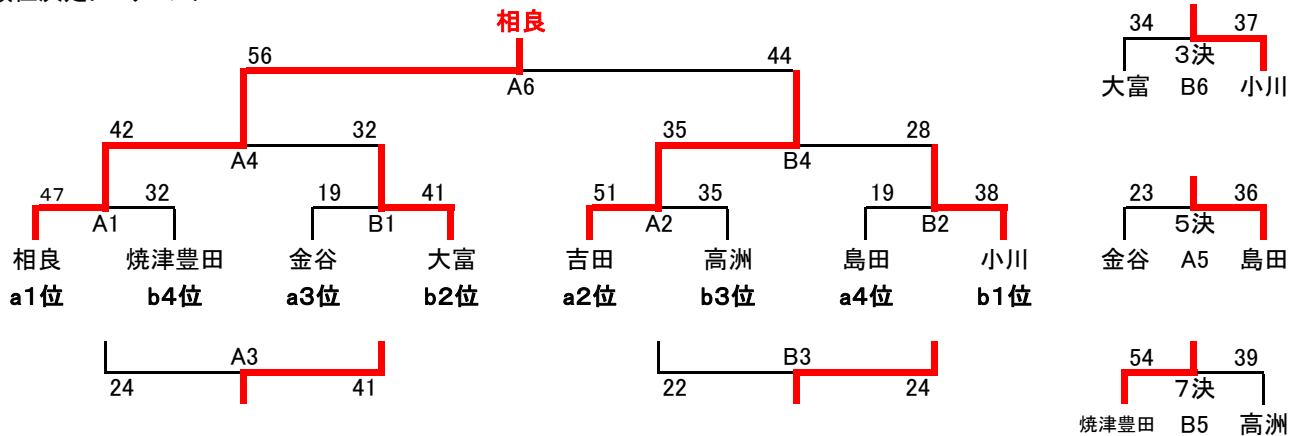 相良
34 37
3決
大富 B6 小川
56 44
A6
42 32 35 28
A4 B4
47 32 19 41 51 35 19 38
A1 B1 A2 B2
相良 焼津豊田 金谷 大富 吉田 高洲 島田 小川
a1位 b4位 a3位 b2位 a2位 b3位 a4位 b1位
23 36
5決
金谷 A5 島田
A3 B3
24 41 22 24
54 39
7決
焼津豊田 B5 高洲